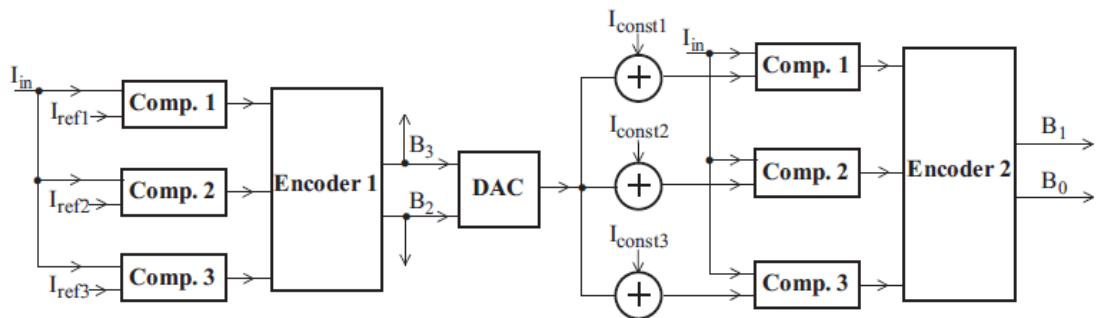 I_in
I_ref1
Comp. 1
I_ref2
Comp. 2
I_ref3
Comp. 3
Encoder 1
B_3
B_2
DAC
I_const1
+
I_const2
+
I_const3
+
I_in
Comp. 1
Comp. 2
Comp. 3
Encoder 2
B_1
B_0